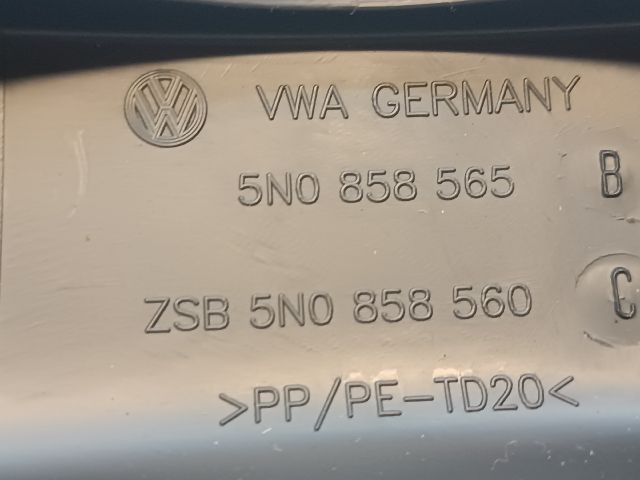 VWA GERMANY
5N0 858 565 B
ZSB 5N0 858 560 C
>PP/PE-TD20<